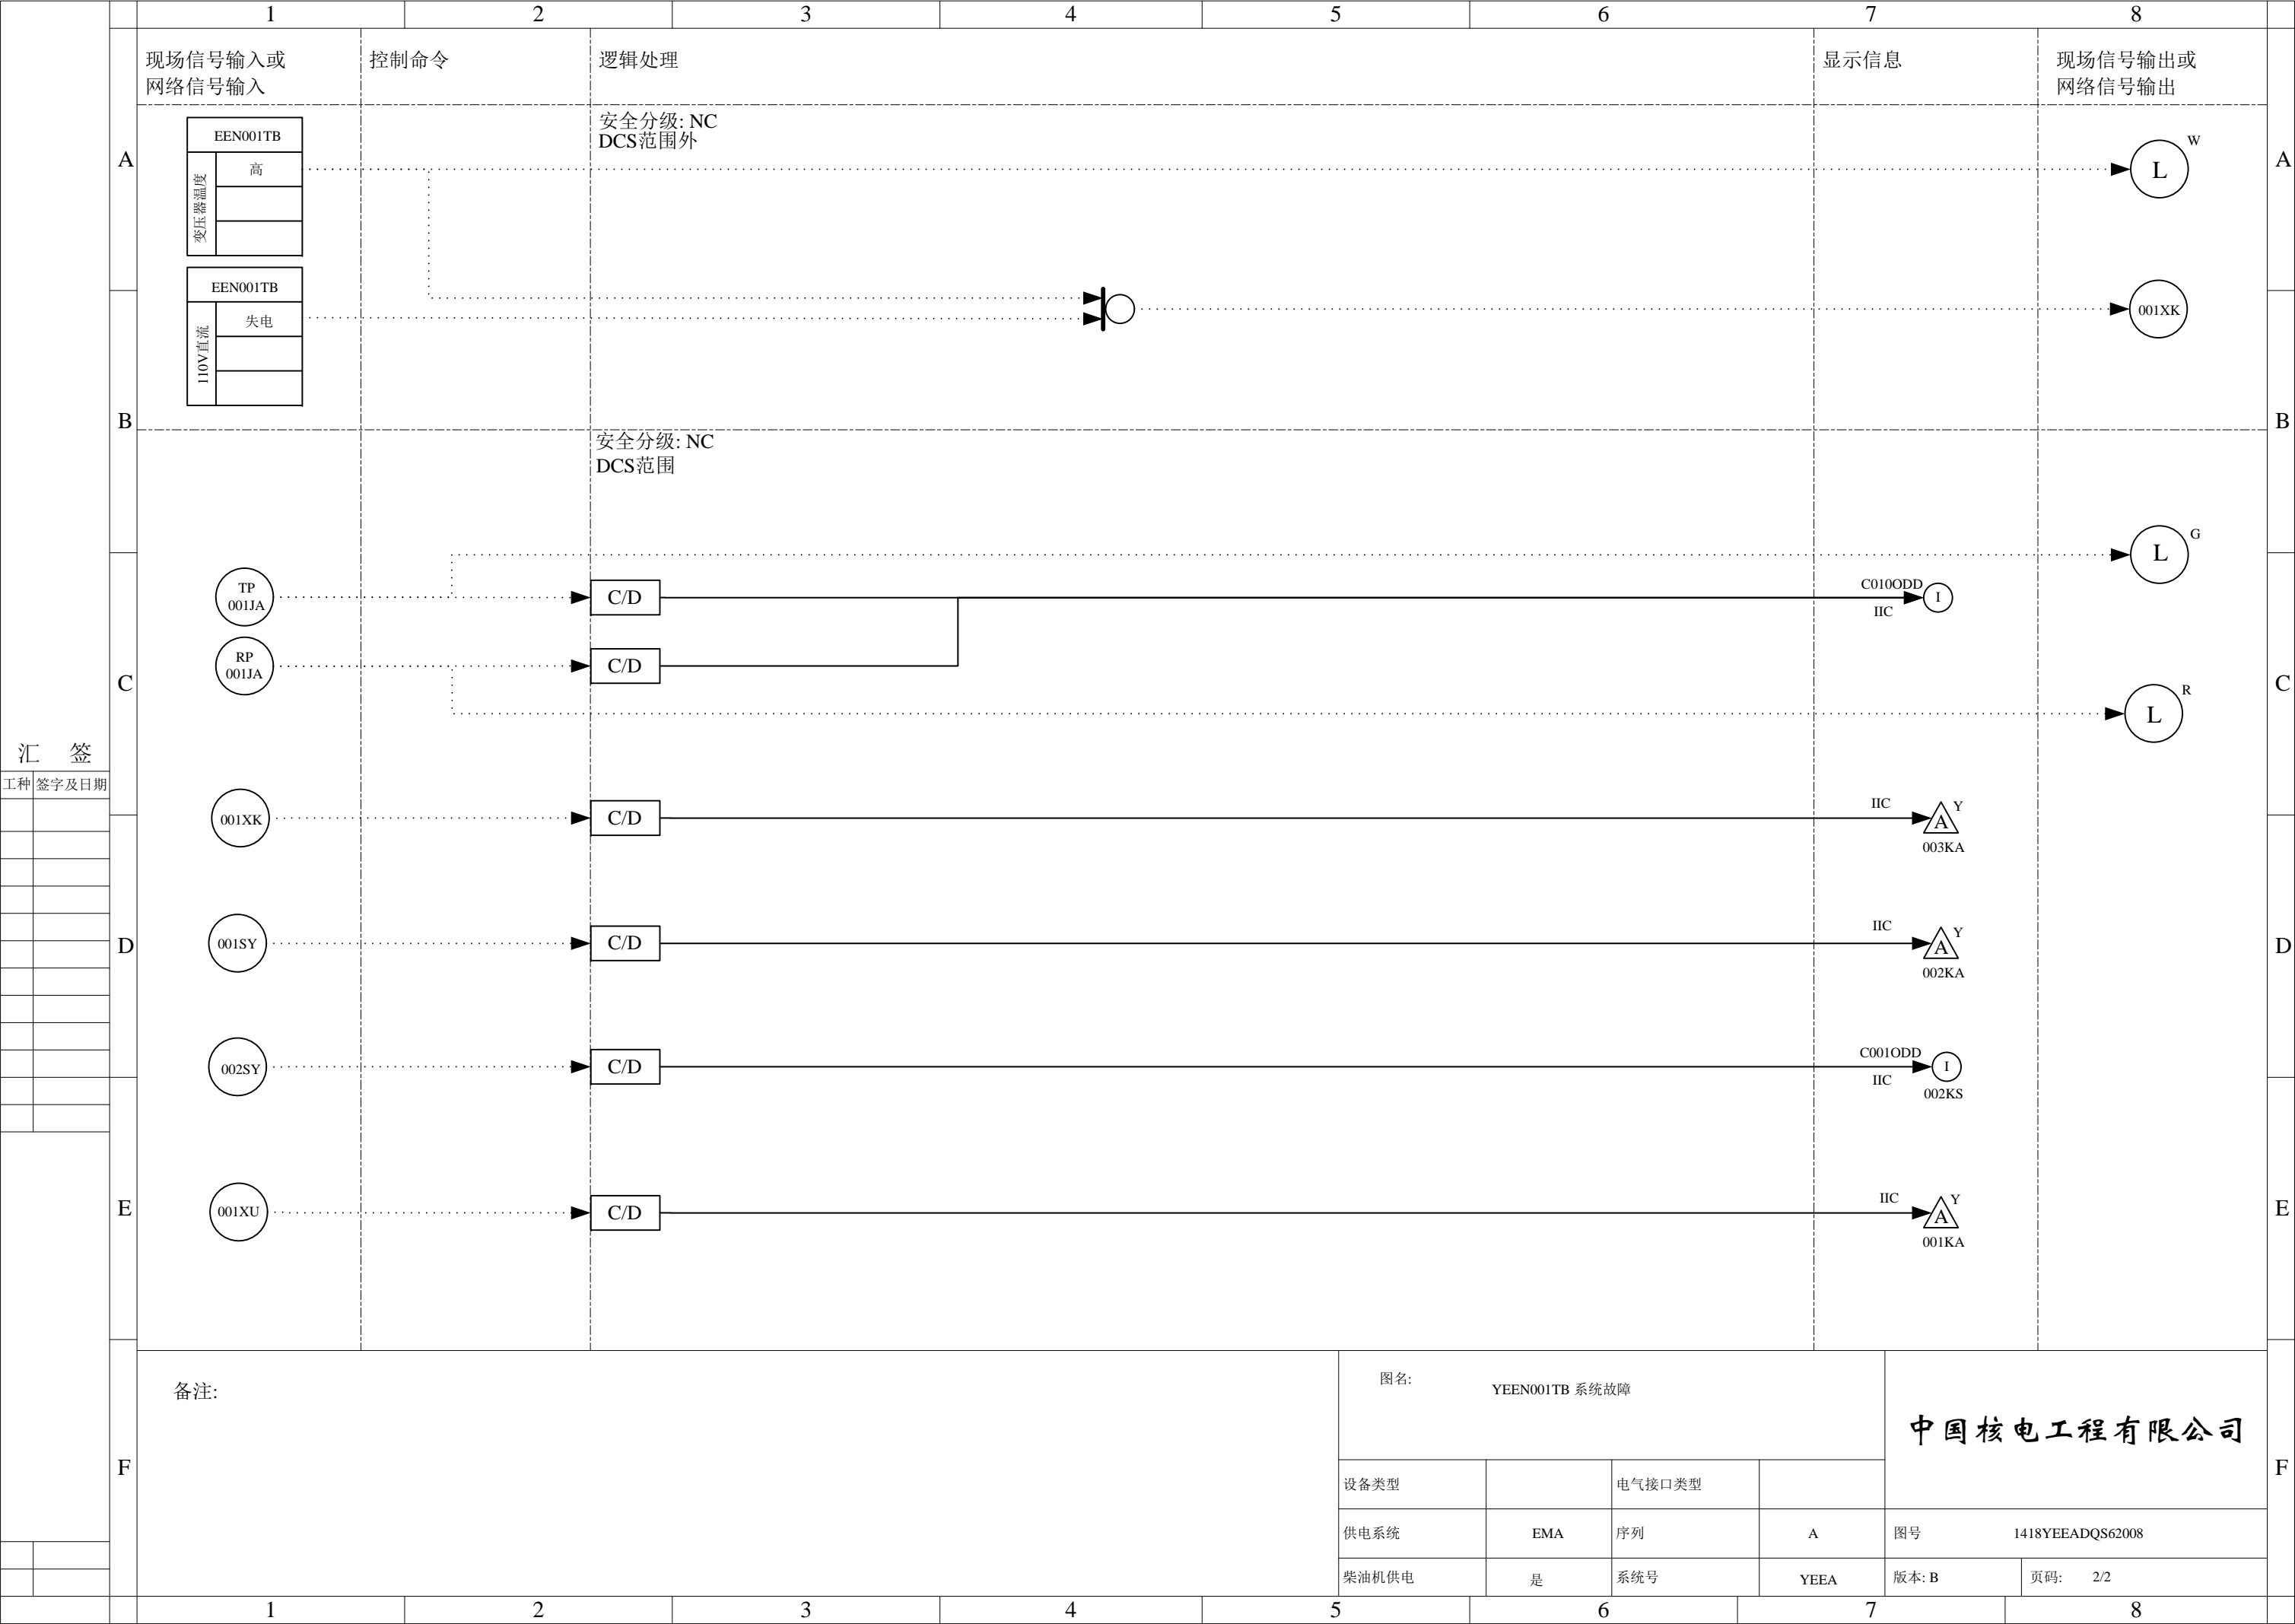 1 2 3 4 5 6 7 8
现场信号输入或
网络信号输入
控制命令
逻辑处理
显示信息
现场信号输出或
网络信号输出
安全分级: NC
DCS范围外
A
A
EEN001TB
变压器温度
高
L
W
EEN001TB
110V直流
失电
001XK
B
B
安全分级: NC
DCS范围
L
G
TP
001JA
C/D
C010ODD
IIC
I
RP
001JA
C/D
C
C
L
R
汇 签
工种 签字及日期
001XK
C/D
IIC
A
Y
003KA
D
D
001SY
C/D
IIC
A
Y
002KA
002SY
C/D
C001ODD
IIC
I
002KS
E
E
001XU
C/D
IIC
A
Y
001KA
备注:
图名:
YEEN001TB 系统故障
中国核电工程有限公司
F
F
设备类型
电气接口类型
供电系统 EMA 序列 A 图号 1418YEEADQS62008
柴油机供电 是 系统号 YEEA 版本: B 页码: 2/2
1 2 3 4 5 6 7 8